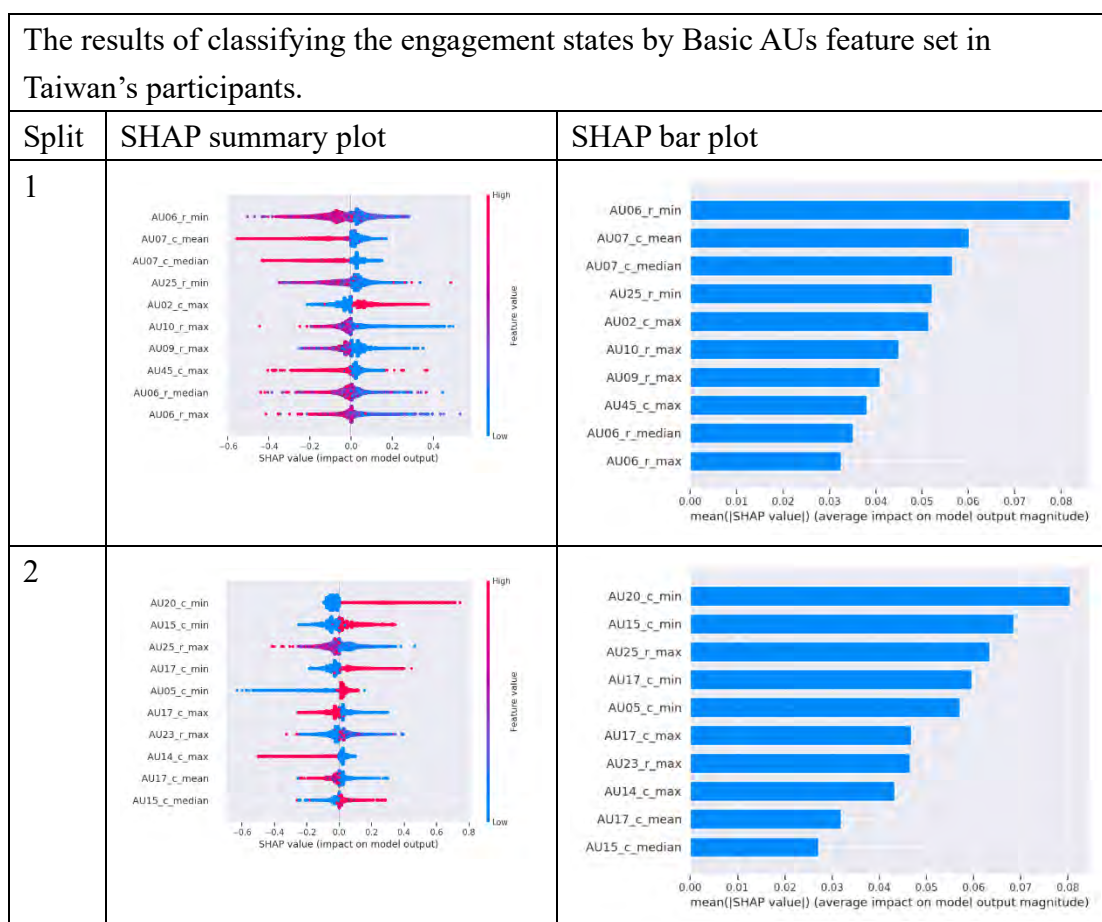 The results of classifying the engagement states by Basic AUs feature set in
Taiwan’s participants.
Split
SHAP summary plot
SHAP bar plot
1
High
AU06_r_min
AU07_c_mean
AU07_c_median
AU25_r_min
AU02_c_max
AU10_r_max
AU09_r_max
AU45_c_max
AU06_r_median
AU06_r_max
Feature value
Low
−0.6 −0.4 −0.2 0.0 0.2 0.4
SHAP value (impact on model output)
AU06_r_min
AU07_c_mean
AU07_c_median
AU25_r_min
AU02_c_max
AU10_r_max
AU09_r_max
AU45_c_max
AU06_r_median
AU06_r_max
0.00 0.01 0.02 0.03 0.04 0.05 0.06 0.07 0.08
mean(|SHAP value|) (average impact on model output magnitude)
2
High
AU20_c_min
AU15_c_min
AU25_r_max
AU17_c_min
AU05_c_min
AU17_c_max
AU23_r_max
AU14_c_max
AU17_c_mean
AU15_c_median
Feature value
Low
−0.6 −0.4 −0.2 0.0 0.2 0.4 0.6 0.8
SHAP value (impact on model output)
AU20_c_min
AU15_c_min
AU25_r_max
AU17_c_min
AU05_c_min
AU17_c_max
AU23_r_max
AU14_c_max
AU17_c_mean
AU15_c_median
0.00 0.01 0.02 0.03 0.04 0.05 0.06 0.07 0.08
mean(|SHAP value|) (average impact on model output magnitude)